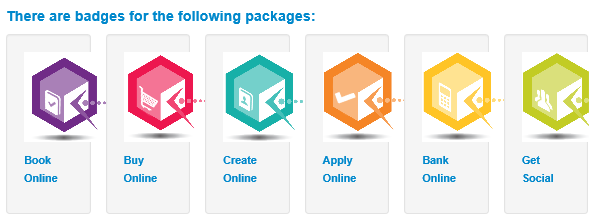 There are badges for the following packages:
Book
Online
Buy
Online
Create
Online
Apply
Online
Bank
Online
Get
Social